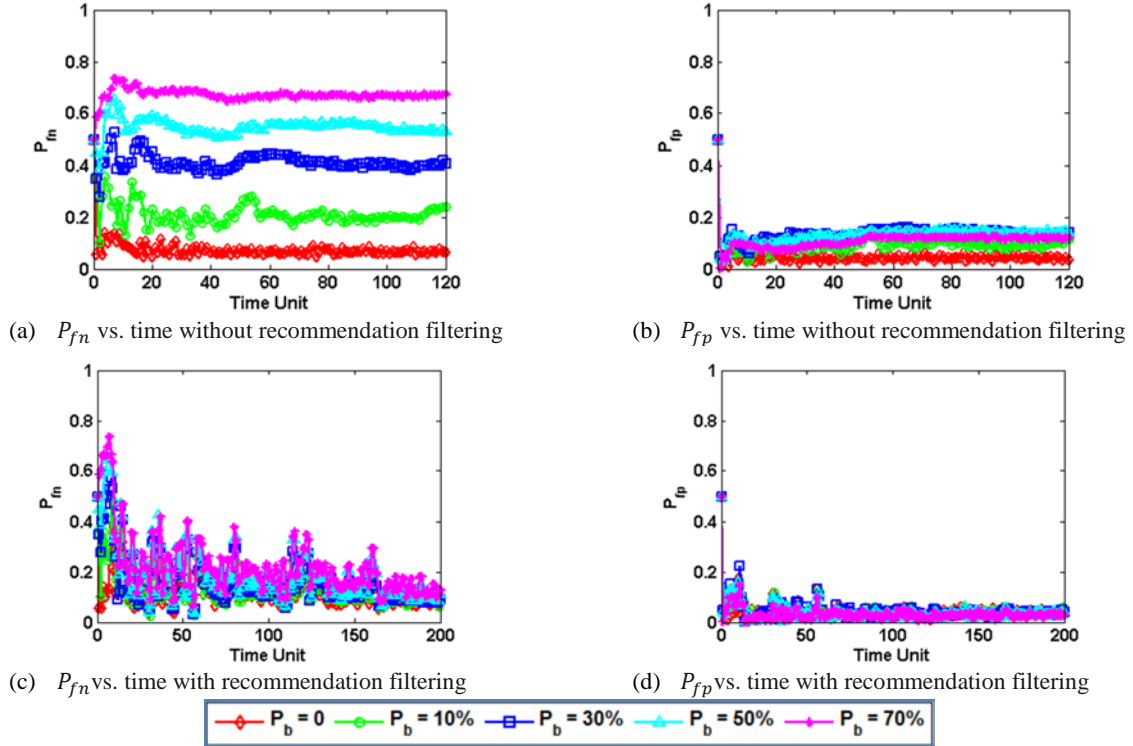 1
0.8
0.6
0.4
0.2
0
P_fn
0 20 40 60 80 100 120
Time Unit
(a) P_fn vs. time without recommendation filtering
1
0.8
0.6
0.4
0.2
0
P_fp
0 20 40 60 80 100 120
Time Unit
(b) P_fp vs. time without recommendation filtering
1
0.8
0.6
0.4
0.2
0
P_fn
0 50 100 150 200
Time Unit
(c) P_fn vs. time with recommendation filtering
1
0.8
0.6
0.4
0.2
0
P_fp
0 50 100 150 200
Time Unit
(d) P_fp vs. time with recommendation filtering
P_b = 0 P_b = 10% P_b = 30% P_b = 50% P_b = 70%